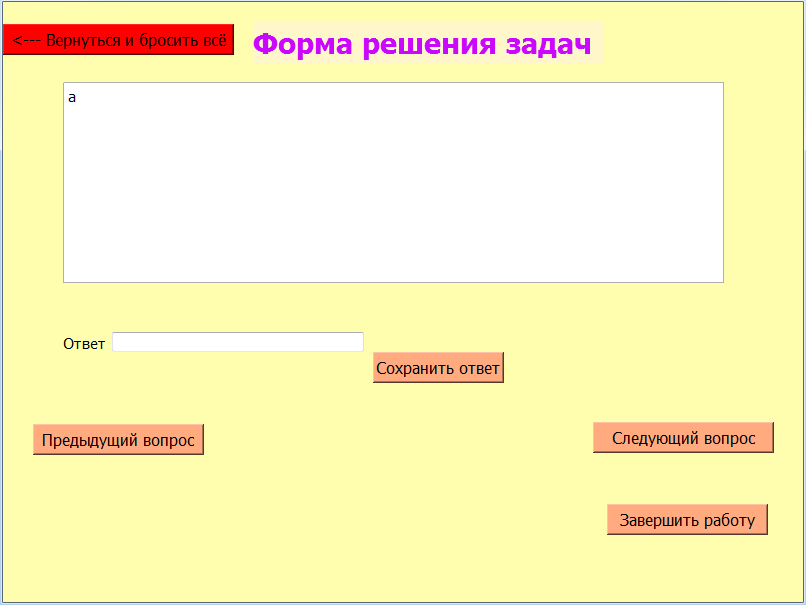 <--- Вернуться и бросить всё
Форма решения задач
а
Ответ
Сохранить ответ
Предыдущий вопрос
Следующий вопрос
Завершить работу